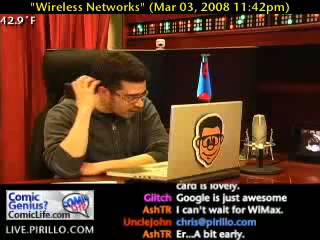 "Wireless Networks" (Mar 03, 2008 11:42pm)
42.9°F
card is lovely.
Glitch Google is just awesome
AshTR I can't wait for WiMax.
UncleJohn chris@pirillo.com
AshTR Er...A bit early.
Comic
Genius?
ComicLife.com
COMIC
LIVE.PIRILLO.COM